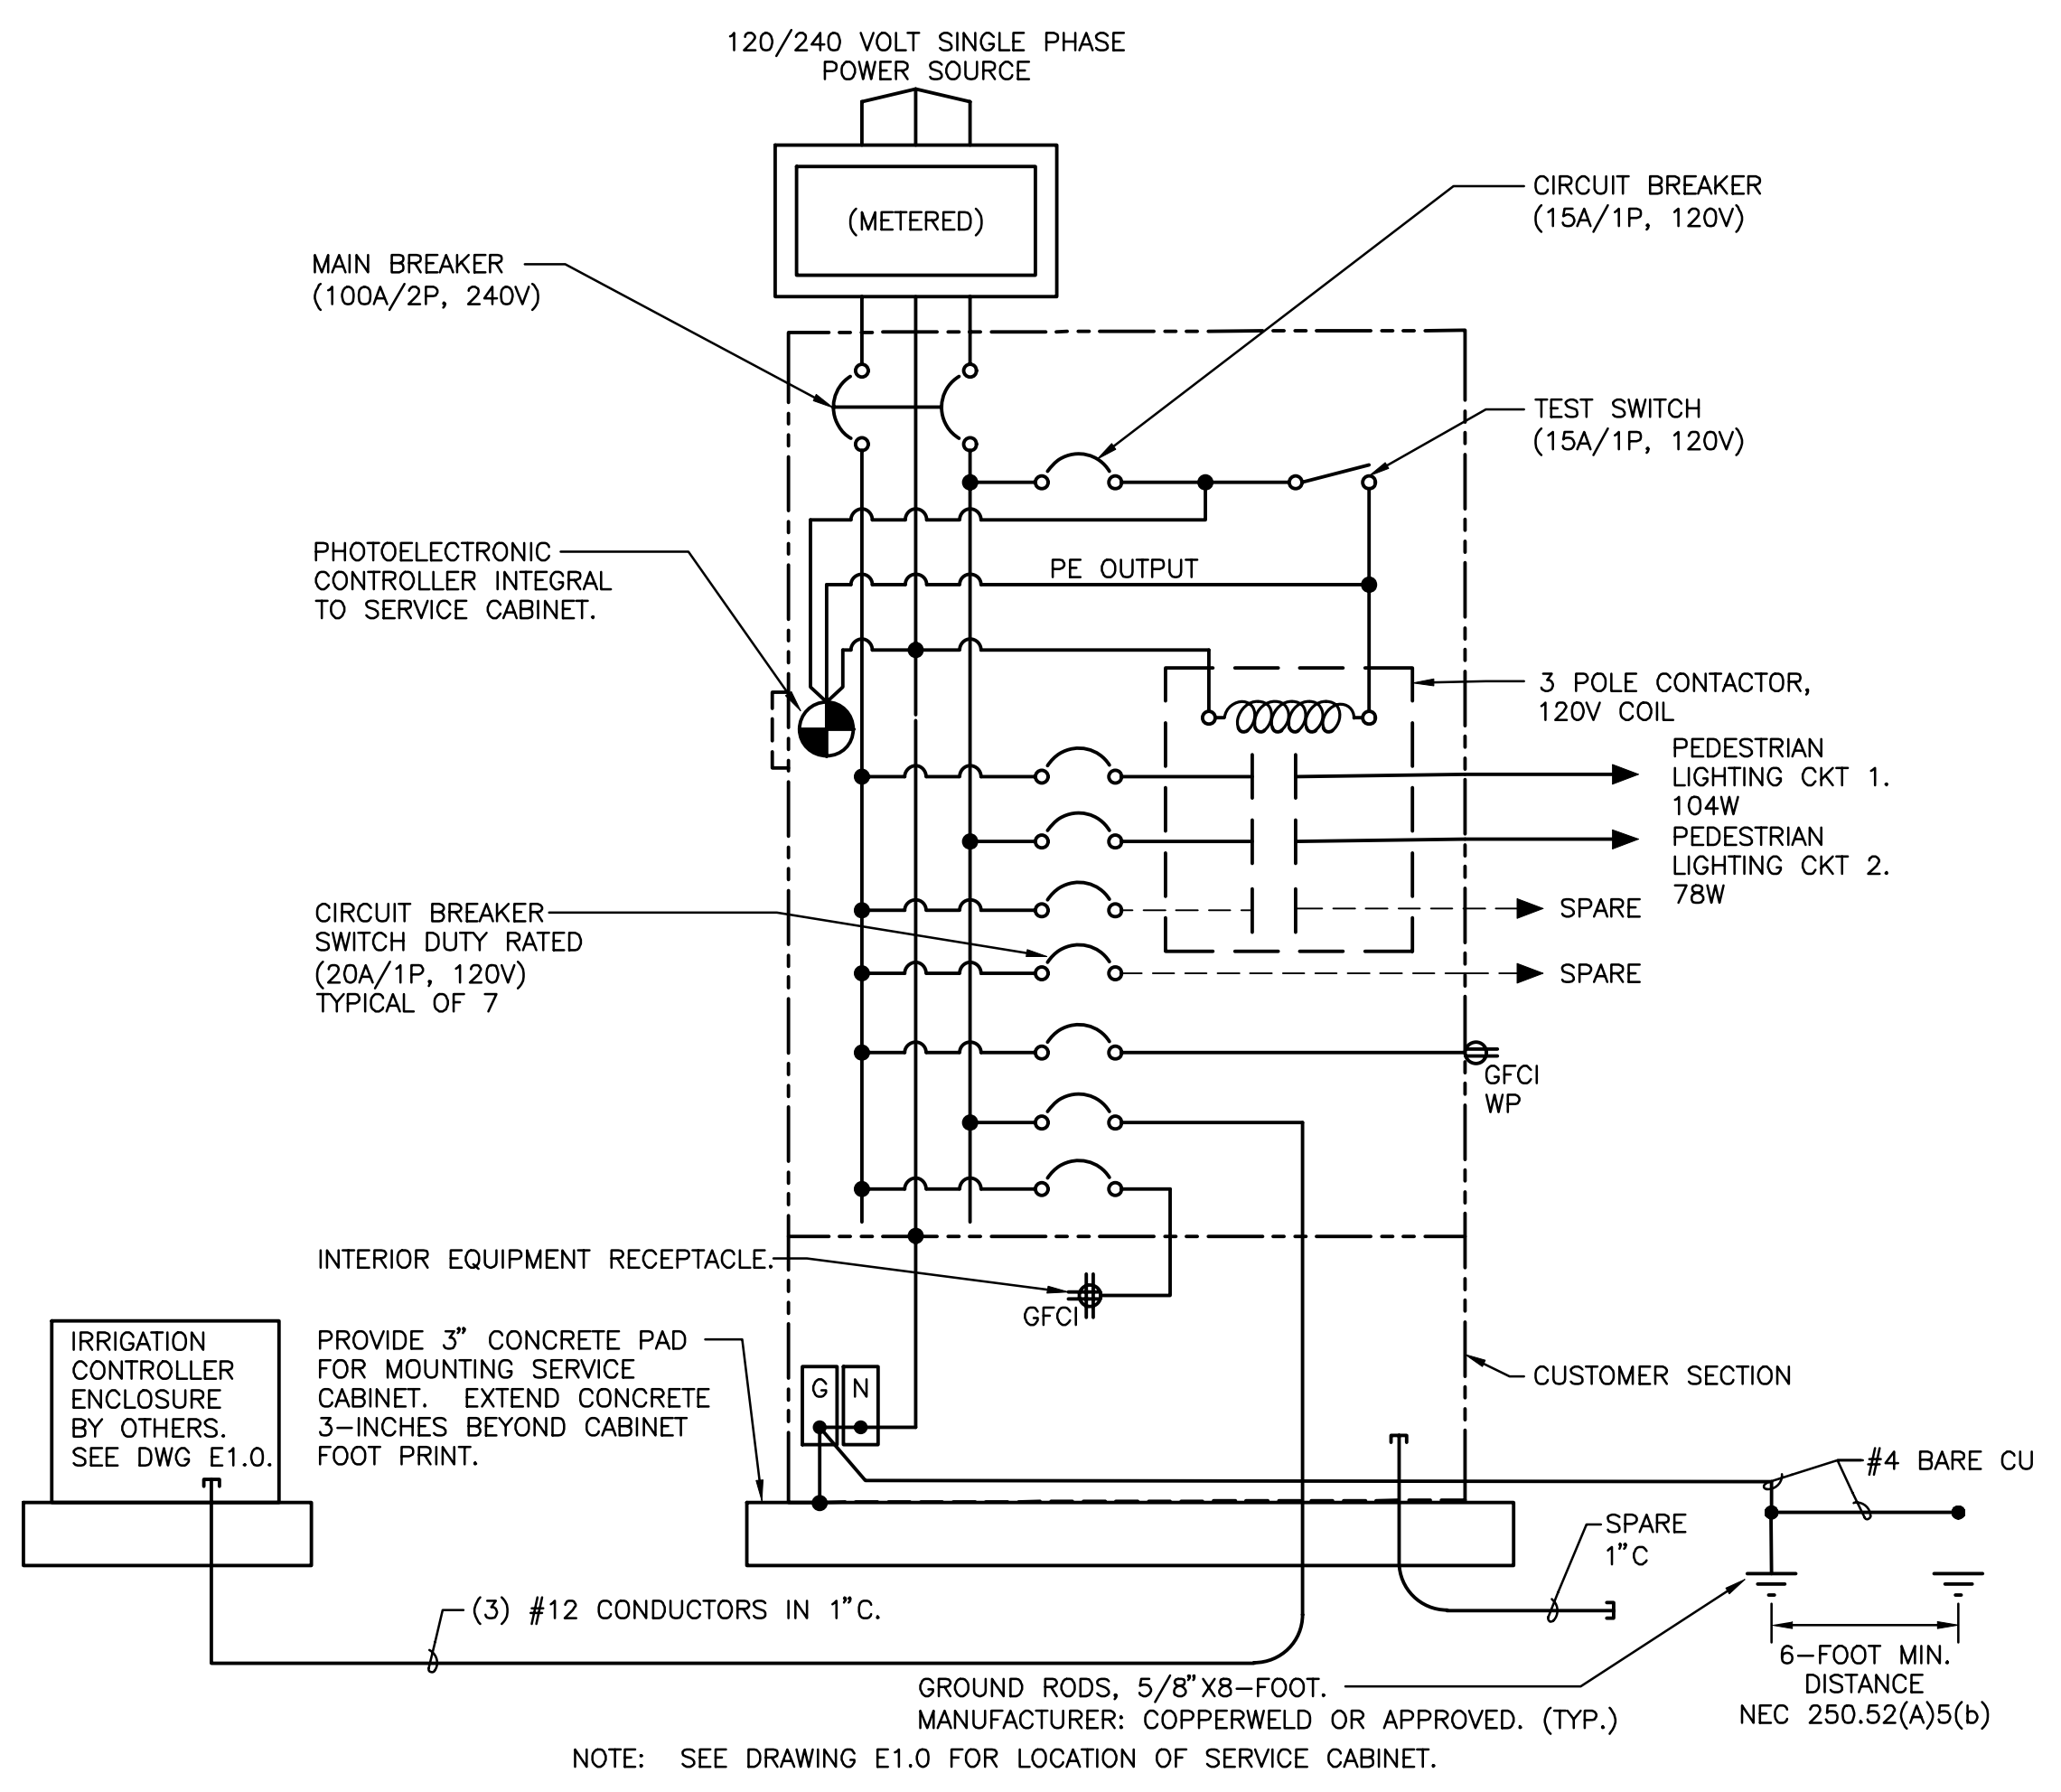 120/240 VOLT SINGLE PHASE
POWER SOURCE
(METERED)
CIRCUIT BREAKER
(15A/1P, 120V)
MAIN BREAKER
(100A/2P, 240V)
TEST SWITCH
(15A/1P, 120V)
PHOTOELECTRONIC
CONTROLLER INTEGRAL
TO SERVICE CABINET.
PE OUTPUT
3 POLE CONTACTOR,
120V COIL
PEDESTRIAN
LIGHTING CKT 1.
104W
PEDESTRIAN
LIGHTING CKT 2.
78W
SPARE
CIRCUIT BREAKER
SWITCH DUTY RATED
(20A/1P, 120V)
TYPICAL OF 7
SPARE
GFCI
WP
INTERIOR EQUIPMENT RECEPTACLE.
GFCI
IRRIGATION
CONTROLLER
ENCLOSURE
BY OTHERS.
SEE DWG E1.0.
PROVIDE 3" CONCRETE PAD
FOR MOUNTING SERVICE
CABINET. EXTEND CONCRETE
3-INCHES BEYOND CABINET
FOOT PRINT.
G N
CUSTOMER SECTION
#4 BARE CU
SPARE
1"C
(3) #12 CONDUCTORS IN 1"C.
6-FOOT MIN.
DISTANCE
NEC 250.52(A)5(b)
GROUND RODS, 5/8"X8-FOOT.
MANUFACTURER: COPPERWELD OR APPROVED. (TYP.)
NOTE: SEE DRAWING E1.0 FOR LOCATION OF SERVICE CABINET.